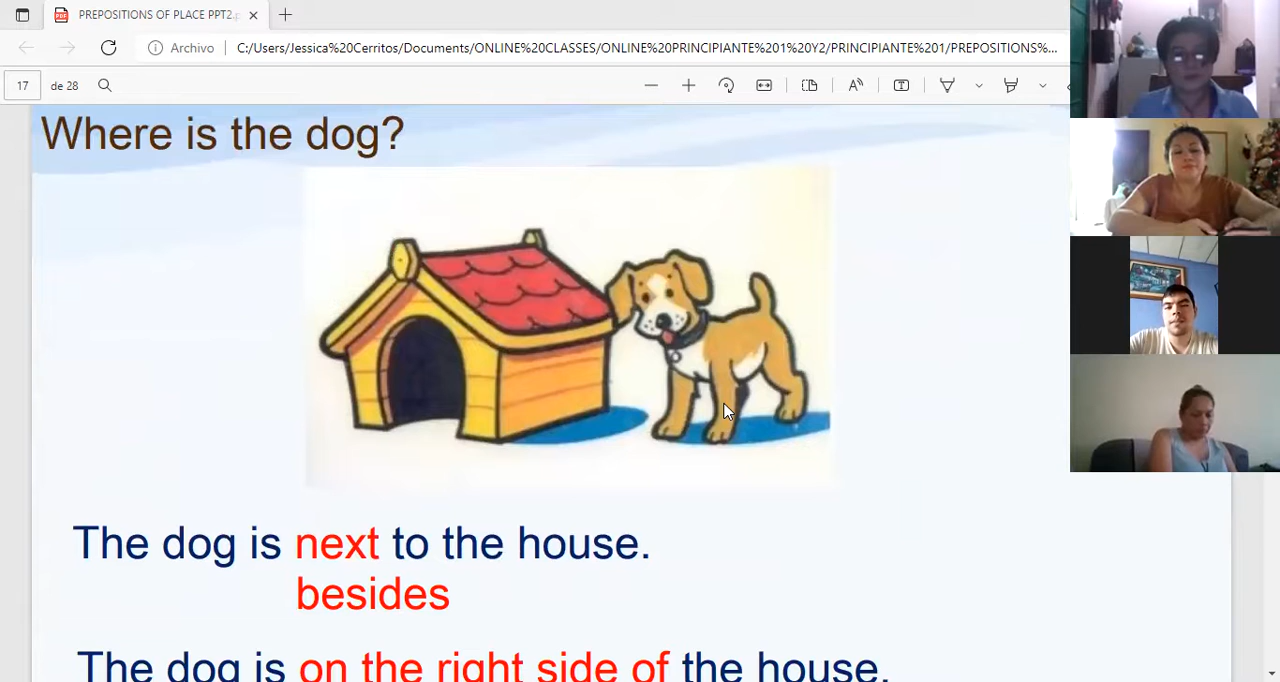 PREPOSITIONS OF PLACE PPT2.
Archivo C:/Users/Jessica%20Cerritos/Documents/ONLINE%20CLASSES/ONLINE%20PRINCIPIANTE%201%20Y2/PRINCIPIANTE%201/PREPOSITIONS%...
17 de 28
Where is the dog?
The dog is next to the house.
besides
The dog is on the right side of the house.